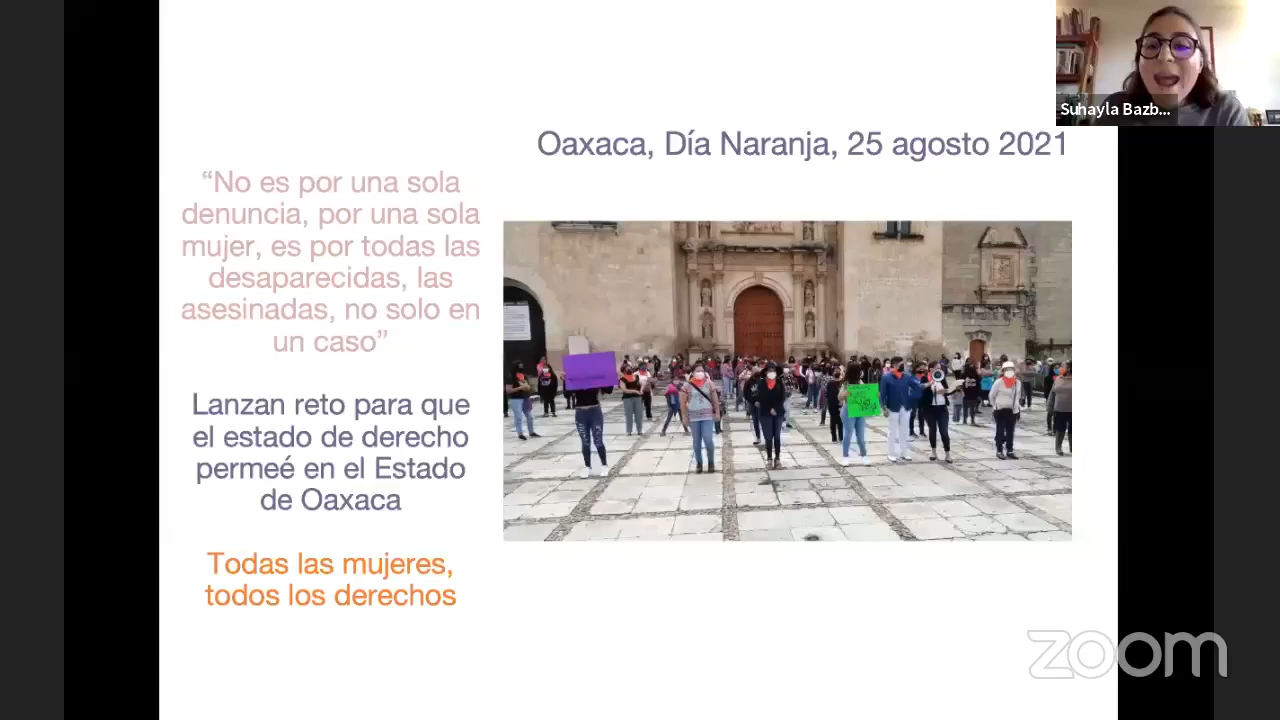 Suhayla Bazb...
Oaxaca, Día Naranja, 25 agosto 2021
“No es por una sola
denuncia, por una sola
mujer, es por todas las
desaparecidas, las
asesinadas, no solo en
un caso”
Lanzan reto para que
el estado de derecho
permeé en el Estado
de Oaxaca
Todas las mujeres,
todos los derechos
zoom